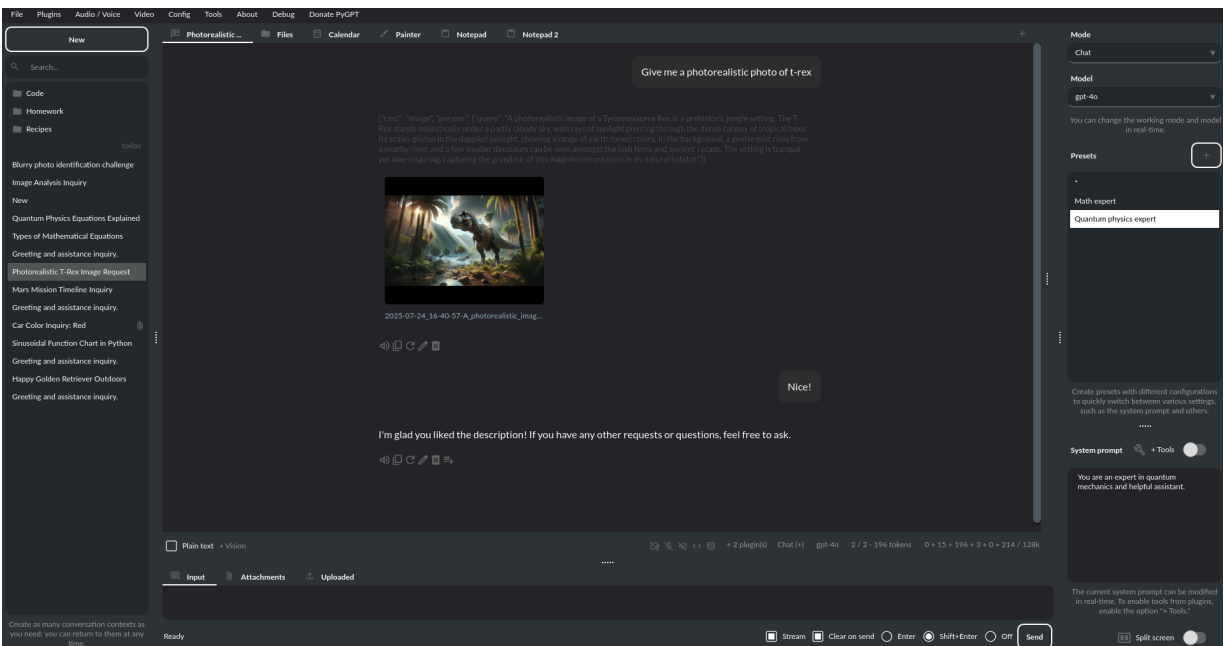 File Plugins Audio / Voice Video Config Tools About Debug Donate PyGPT
New
Search...
Code
Homework
Recipes
today
Blurry photo identification challenge
Image Analysis Inquiry
New
Quantum Physics Equations Explained
Types of Mathematical Equations
Greeting and assistance inquiry.
Photorealistic T-Rex Image Request
Mars Mission Timeline Inquiry
Greeting and assistance inquiry.
Car Color Inquiry: Red
Sinusoidal Function Chart in Python
Greeting and assistance inquiry.
Happy Golden Retriever Outdoors
Greeting and assistance inquiry.
Create as many conversation contexts as
you need; you can return to them at any
time.
Photorealistic ... Files Calendar Painter Notepad Notepad 2 +
Give me a photorealistic photo of t-rex
{"cmd": "image", "params": {"query": "A photorealistic image of a Tyrannosaurus Rex in a prehistoric jungle setting. The T-
Rex stands majestically under a partly cloudy sky, with rays of sunlight piercing through the dense canopy of tropical trees.
Its scales glisten in the dappled sunlight, showing a range of earth-toned colors. In the background, a gentle mist rises from
a nearby river, and a few smaller dinosaurs can be seen amongst the lush ferns and ancient cycads. The setting is tranquil
yet awe-inspiring, capturing the grandeur of this magnificent creature in its natural habitat."}}
2025-07-24_16-40-57-A_photorealistic_imag...
Nice!
I'm glad you liked the description! If you have any other requests or questions, feel free to ask.
Plain text + Vision
+ 2 plugin(s) Chat (+) gpt-4o 2 / 2 - 196 tokens 0 + 15 + 196 + 3 + 0 = 214 / 128k
Input Attachments Uploaded
Ready
Stream Clear on send Enter Shift+Enter Off Send
Mode
Chat
Model
gpt-4o
You can change the working mode and model
in real-time.
Presets +
*
Math expert
Quantum physics expert
Create presets with different configurations
to quickly switch between various settings,
such as the system prompt and others.
System prompt + Tools
You are an expert in quantum
mechanics and helpful assistant.
The current system prompt can be modified
in real-time. To enable tools from plugins,
enable the option "+ Tools."
Split screen